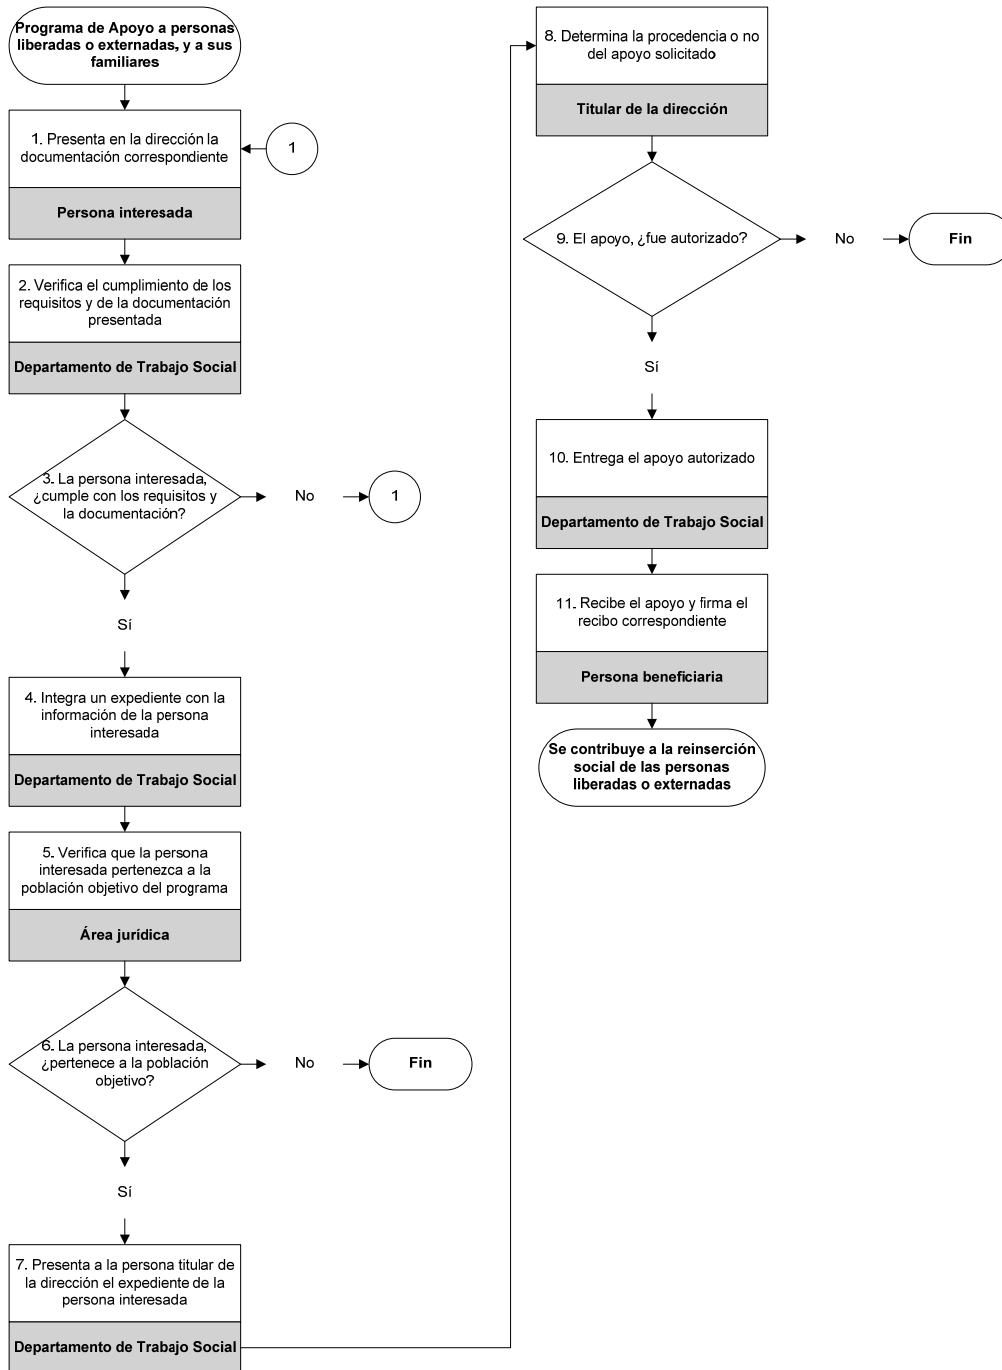 Programa de Apoyo a personas
liberadas o externadas, y a sus
familiares
1. Presenta en la dirección la
documentación correspondiente
1
Persona interesada
2. Verifica el cumplimiento de los
requisitos y de la documentación
presentada
Departamento de Trabajo Social
3. La persona interesada,
¿cumple con los requisitos y
la documentación?
No
1
Sí
4. Integra un expediente con la
información de la persona
interesada
Departamento de Trabajo Social
5. Verifica que la persona
interesada pertenezca a la
población objetivo del programa
Área jurídica
6. La persona interesada,
¿pertenece a la población
objetivo?
No
Fin
Sí
7. Presenta a la persona titular de
la dirección el expediente de la
persona interesada
Departamento de Trabajo Social
8. Determina la procedencia o no
del apoyo solicitado
Titular de la dirección
9. El apoyo, ¿fue autorizado?
No
Fin
Sí
10. Entrega el apoyo autorizado
Departamento de Trabajo Social
11. Recibe el apoyo y firma el
recibo correspondiente
Persona beneficiaria
Se contribuye a la reinserción
social de las personas
liberadas o externadas